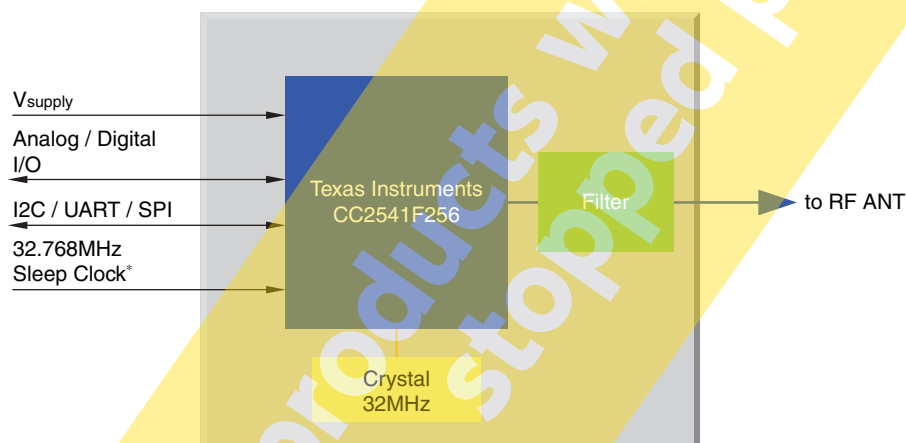 Vsupply
Analog / Digital
I/O
I2C / UART / SPI
32.768MHz
Sleep Clock*
Texas Instruments
CC2541F256
Filter
to RF ANT
Crystal
32MHz
products w
stopped p